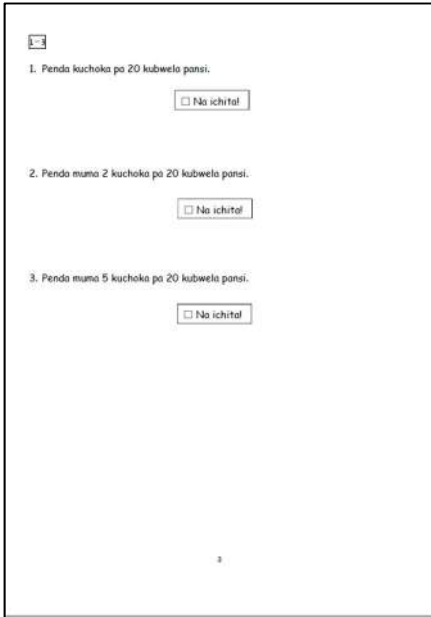 1-3
1. Penda kuchoka pa 20 kubwela pansi.
☐ Na ichita!
2. Penda muma 2 kuchoka pa 20 kubwela pansi.
☐ Na ichita!
3. Penda muma 5 kuchoka pa 20 kubwela pansi.
☐ Na ichita!
3